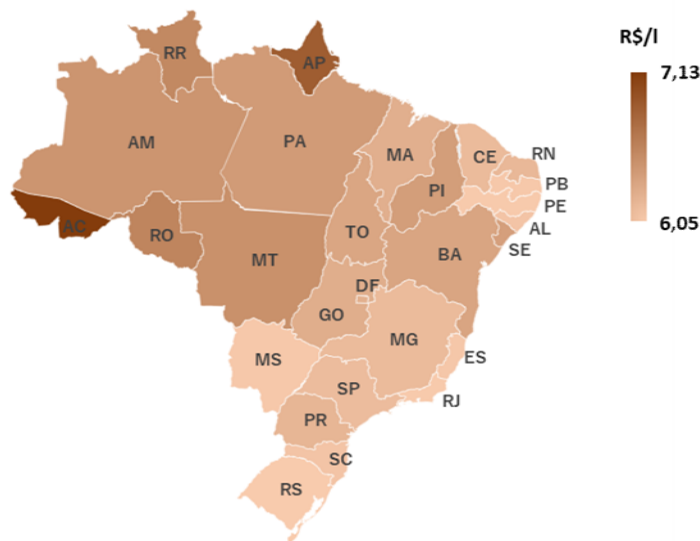 R$/l
7,13
6,05
RR
AP
AM
PA
MA
CE
RN
PB
PE
AL
SE
PI
AC
RO
TO
MT
BA
DF
GO
MG
ES
MS
SP
RJ
PR
SC
RS